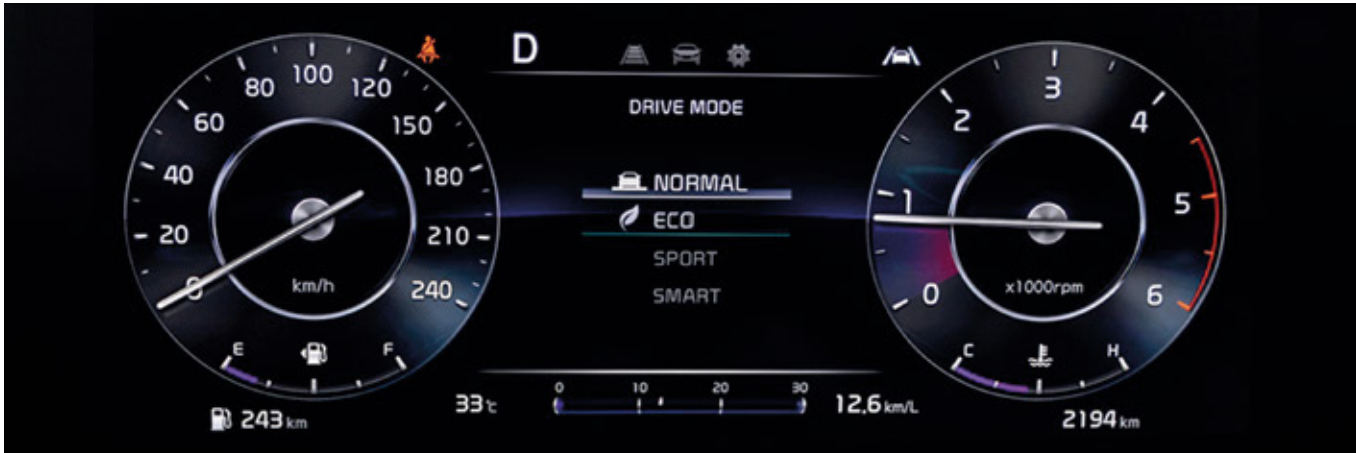 D
DRIVE MODE
NORMAL
ECO
SPORT
SMART
0
20
40
60
80
100
120
150
180
210
240
km/h
E
F
243 km
33 °C
0 10 20 30
12.6 km/L
0
1
2
3
4
5
6
x1000rpm
C
H
2194 km